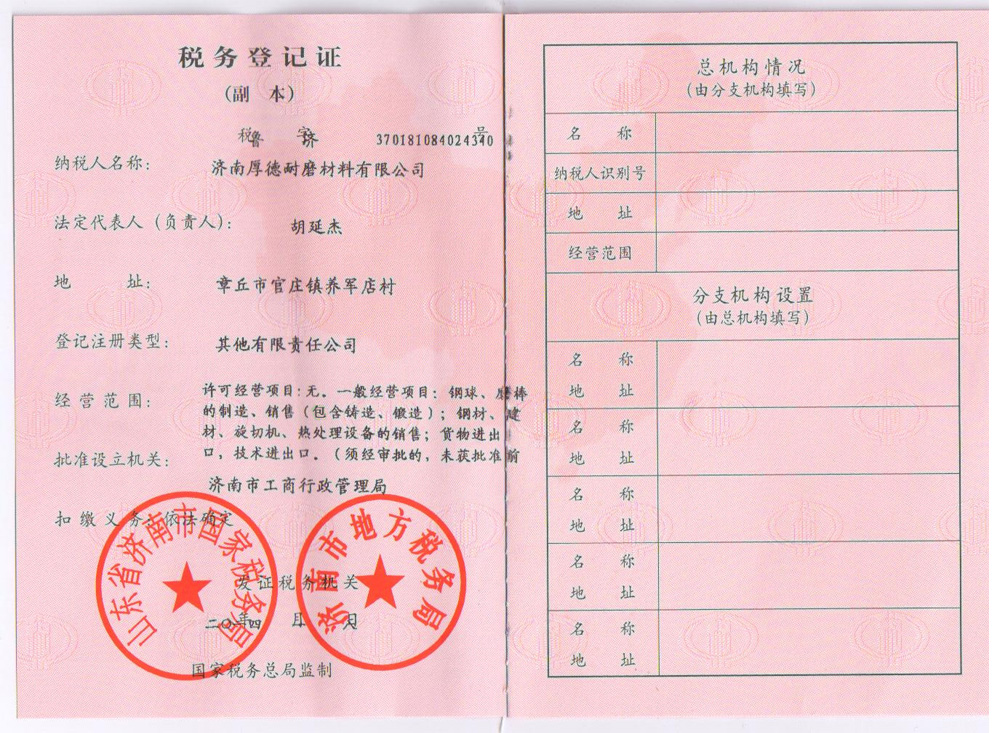 税务登记证
(副 本)
税 字 号
鲁 济 370181084024340
纳税人名称: 济南厚德耐磨材料有限公司
法定代表人(负责人): 胡延杰
地 址: 章丘市官庄镇养军店村
登记注册类型: 其他有限责任公司
经营范围: 许可经营项目:无。一般经营项目:钢球、磨棒
的制造、销售(包含铸造、锻造);钢材、建
材、旋切机、热处理设备的销售;货物进出
口,技术进出口。(须经审批的,未获批准前
批准设立机关: 济南市工商行政管理局
扣缴义务: 依法确定
山东省济南市国家税务局
济南市地方税务局
发证税务机关
年 月 日
国家税务总局监制
总机构情况
(由分支机构填写)
名 称
纳税人识别号
地 址
经营范围
分支机构设置
(由总机构填写)
名 称
地 址
名 称
地 址
名 称
地 址
名 称
地 址
名 称
地 址